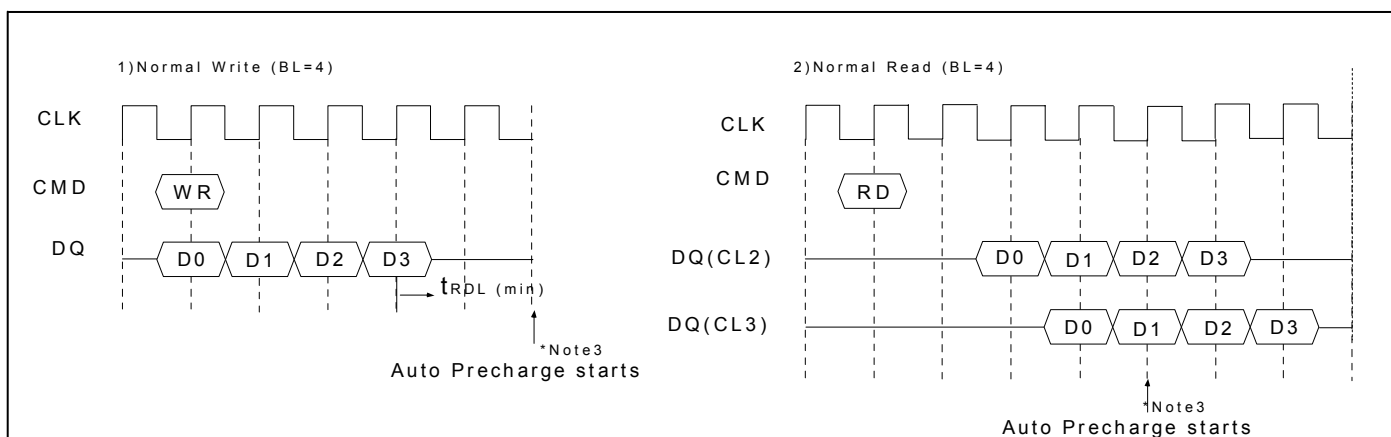 1)Normal Write (BL=4)
CLK
CMD
WR
DQ
D0 D1 D2 D3
tRDL (min)
*Note3
Auto Precharge starts
2)Normal Read (BL=4)
CLK
CMD
RD
DQ(CL2)
D0 D1 D2 D3
DQ(CL3)
D0 D1 D2 D3
*Note3
Auto Precharge starts